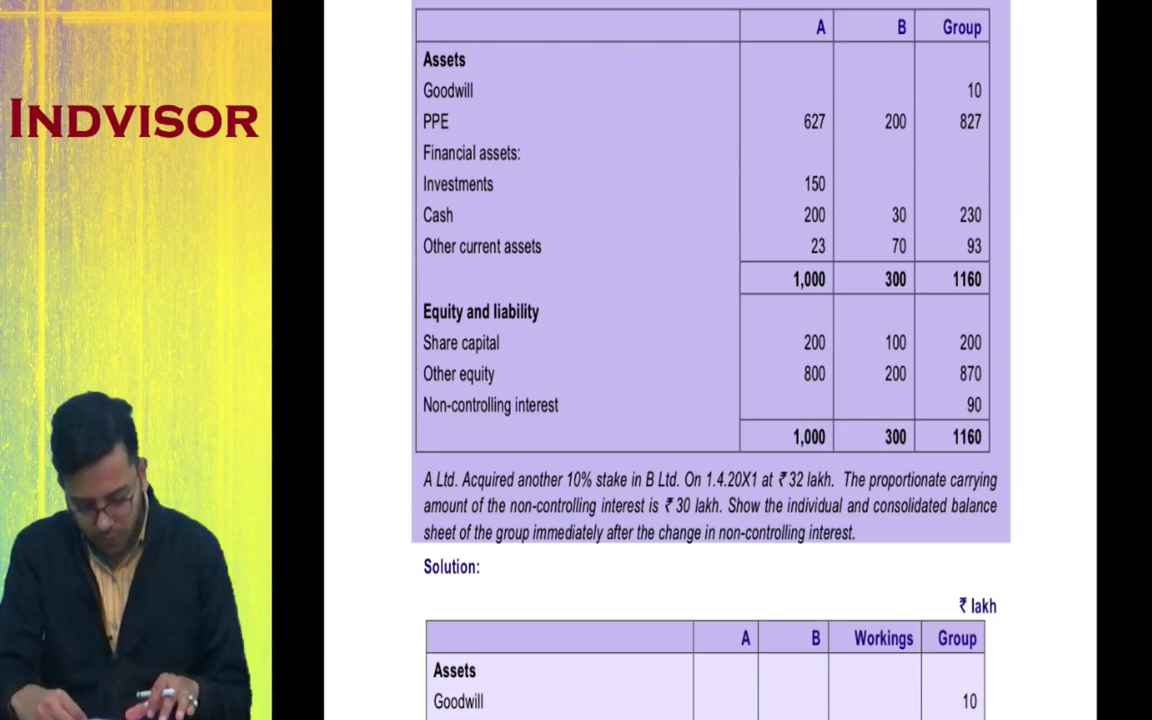 INDVISOR
A B Group
Assets
Goodwill 10
PPE 627 200 827
Financial assets:
Investments 150
Cash 200 30 230
Other current assets 23 70 93
1,000 300 1160
Equity and liability
Share capital 200 100 200
Other equity 800 200 870
Non-controlling interest 90
1,000 300 1160
A Ltd. Acquired another 10% stake in B Ltd. On 1.4.20X1 at ₹ 32 lakh. The proportionate carrying
amount of the non-controlling interest is ₹ 30 lakh. Show the individual and consolidated balance
sheet of the group immediately after the change in non-controlling interest.
Solution:
₹ lakh
A B Workings Group
Assets
Goodwill 10